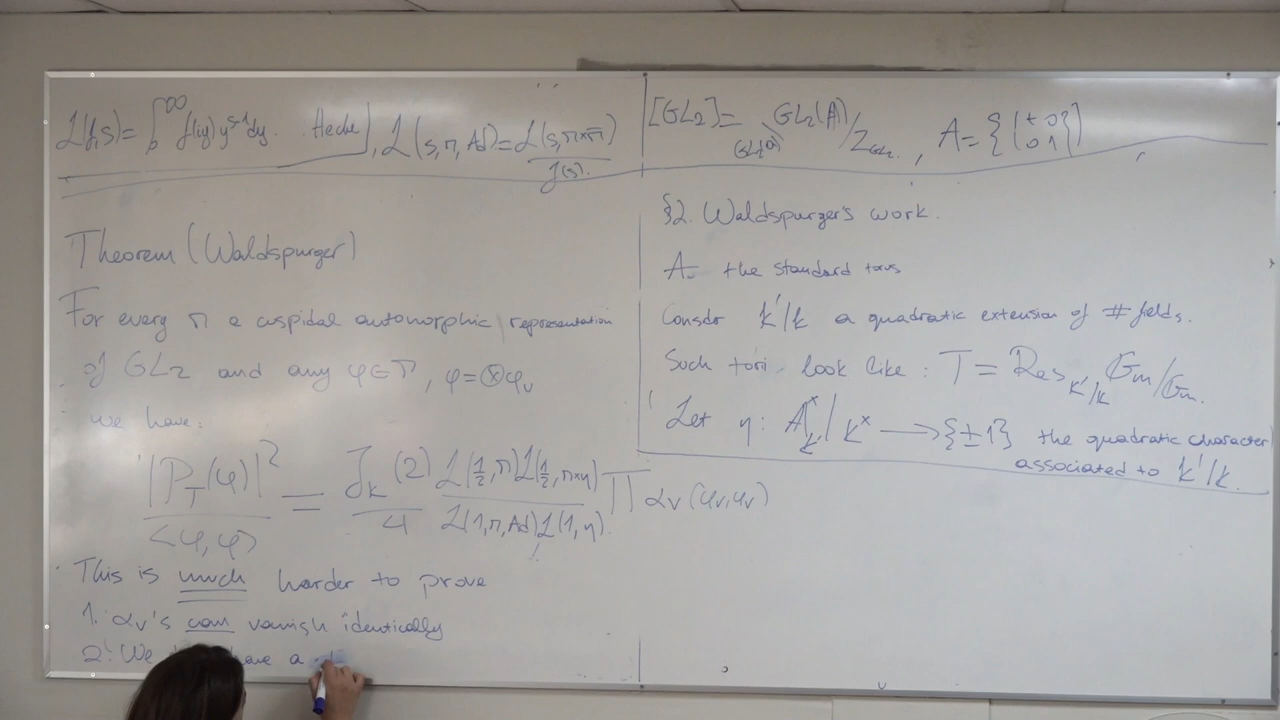 L(f,s)=∫₀^∞ f(iy) y^{s-1} dy. Hecke, L(s,π,Ad)=L(s,π×π̃)/ζ(s).
Theorem (Waldspurger)
For every π a cuspidal automorphic representation
of GL₂ and any φ∈π, φ=⊗φ_v
we have:
|P_T(φ)|²/<φ,φ> = ζ_k(2)/4 L(1/2,π)L(1/2,π×η)/L(1,π,Ad)L(1,η) ∏ α_v(φ_v,φ_v)
This is much harder to prove
1. α_v's can vanish identically
2. We have a
[GL₂]= GL₂(k)\GL₂(A)/Z_{GL₂}, A={(t 0 / 0 1)}
§2. Waldspurger's work.
A - the standard torus
Consdr k'/k a quadratic extension of # fields.
Such tori look like: T = Res_{k'/k} G_m/G_m.
Let η: A_k^×/k^× → {±1} the quadratic character
associated to k'/k.